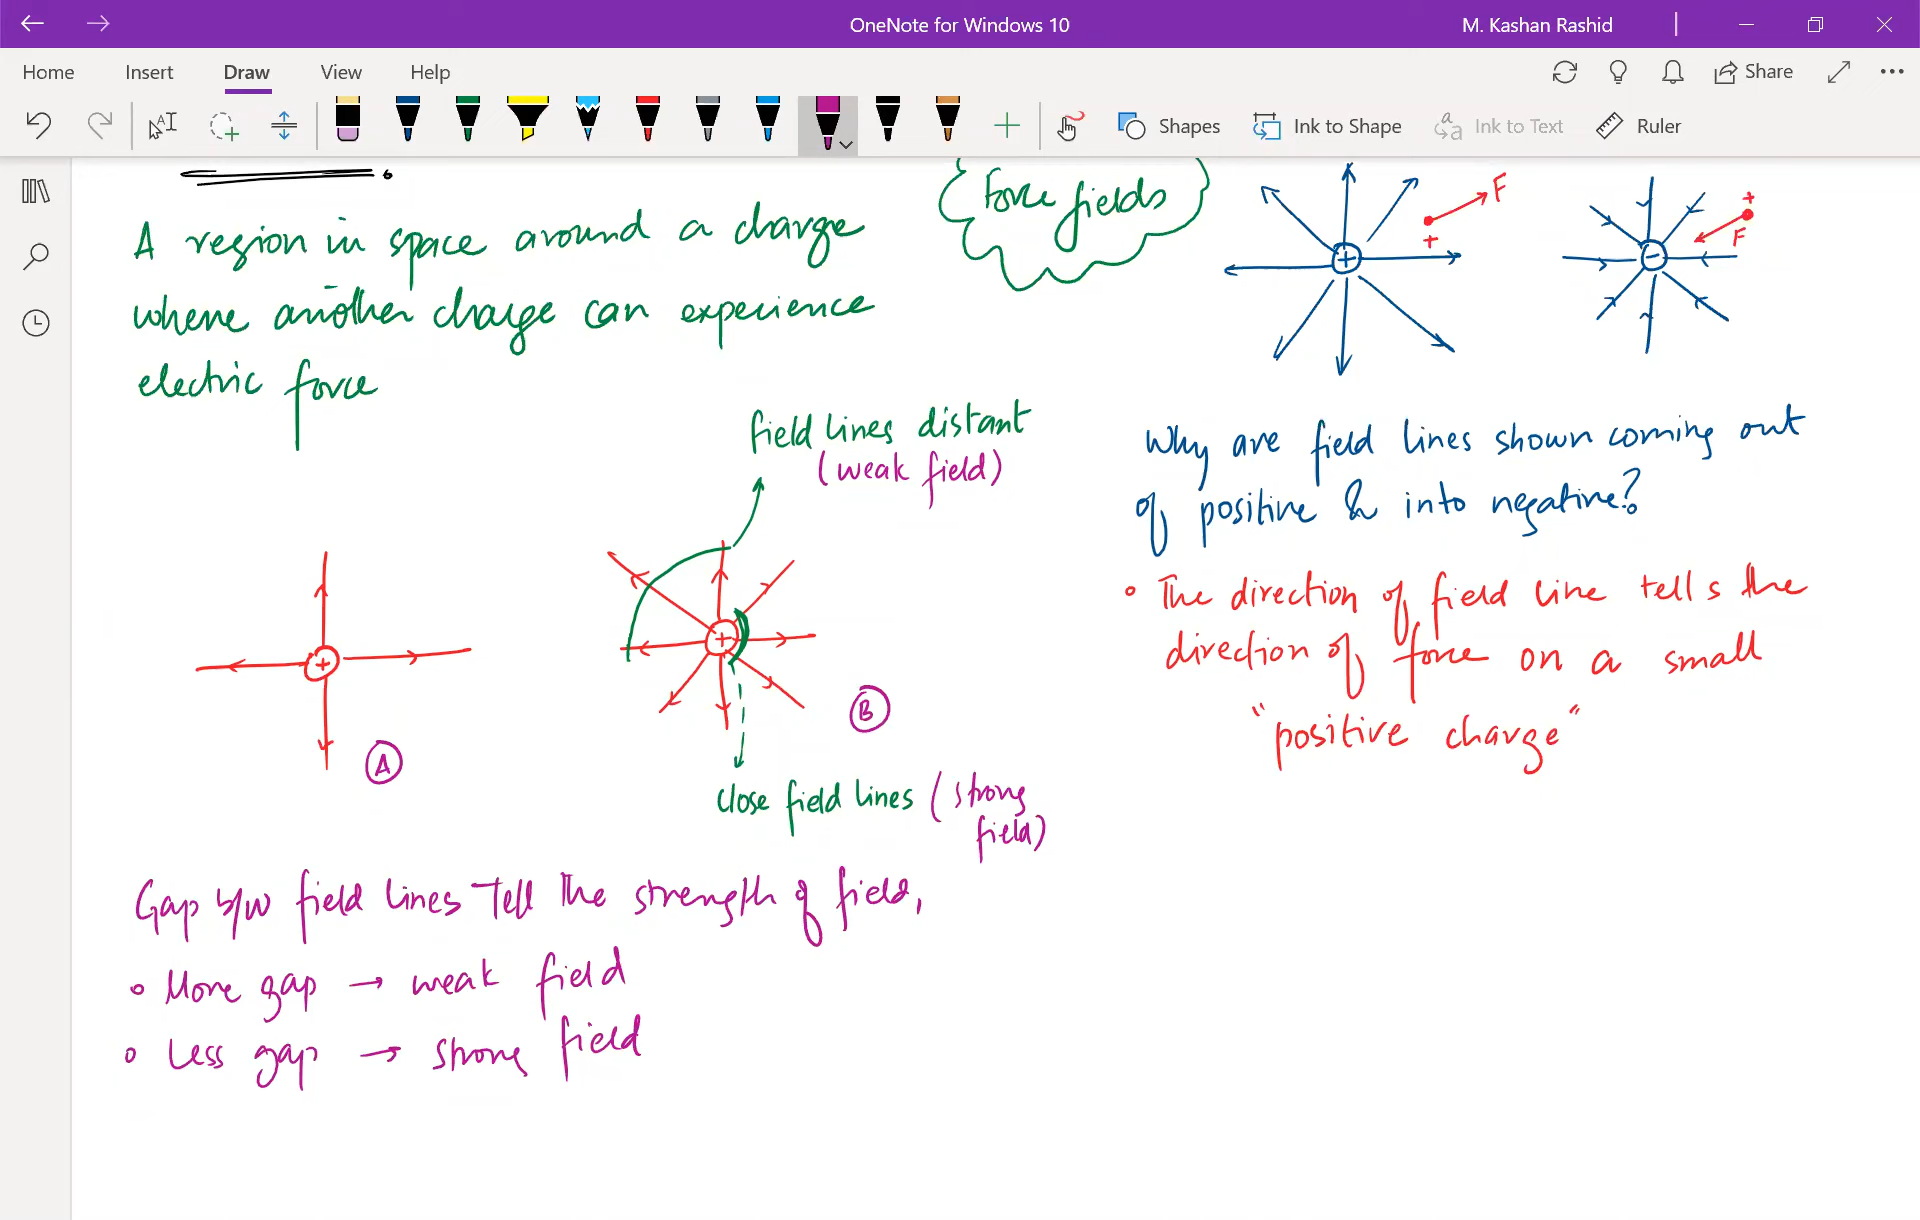 OneNote for Windows 10
M. Kashan Rashid
Home Insert Draw View Help
Share
Shapes Ink to Shape Ink to Text Ruler
A region in space around a charge
where another charge can experience
electric force
Force fields
+
F
+
-
+
F
field lines distant
(weak field)
+
A
+
B
close field lines (strong
field)
Gap b/w field lines Tell the strength of field,
• More gap → weak field
• Less gap → strong field
Why are field lines shown coming out
of positive & into negative?
• The direction of field line tells the
direction of force on a small
"positive charge"